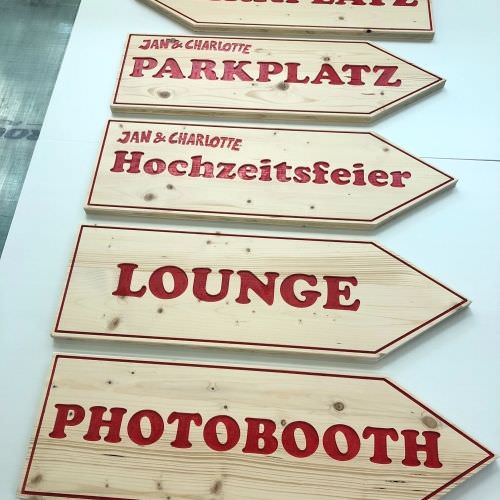 JAN & CHARLOTTE
PARKPLATZ
JAN & CHARLOTTE
Hochzeitsfeier
LOUNGE
PHOTOBOOTH